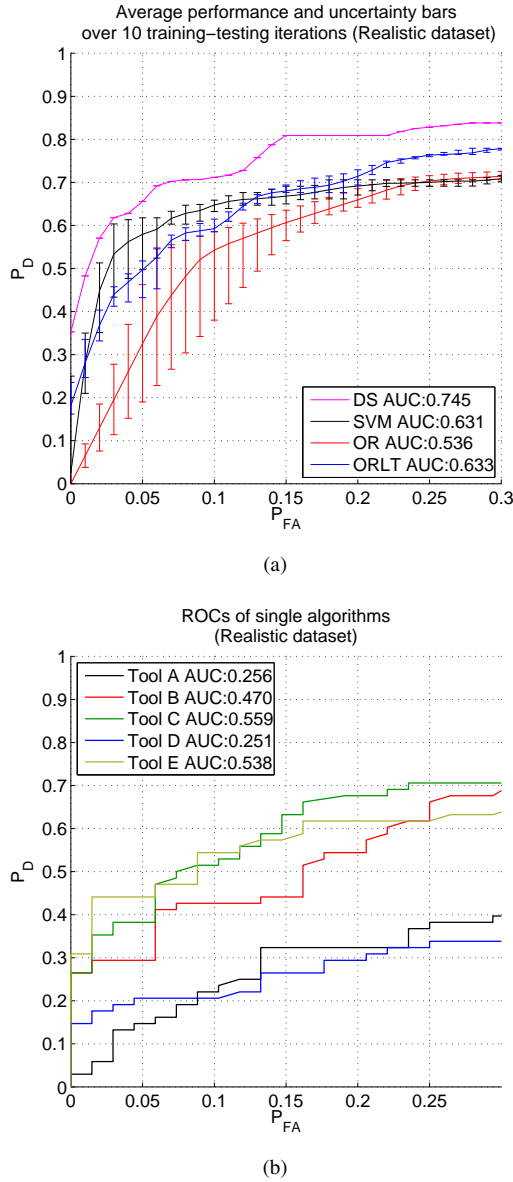 Average performance and uncertainty bars
over 10 training−testing iterations (Realistic dataset)
1
0.9
0.8
0.7
0.6
0.5
0.4
0.3
0.2
0.1
0
P_D
0 0.05 0.1 0.15 0.2 0.25 0.3
P_FA
DS AUC:0.745
SVM AUC:0.631
OR AUC:0.536
ORLT AUC:0.633
(a)
ROCs of single algorithms
(Realistic dataset)
1
0.9
0.8
0.7
0.6
0.5
0.4
0.3
0.2
0.1
0
P_D
Tool A AUC:0.256
Tool B AUC:0.470
Tool C AUC:0.559
Tool D AUC:0.251
Tool E AUC:0.538
0 0.05 0.1 0.15 0.2 0.25
P_FA
(b)